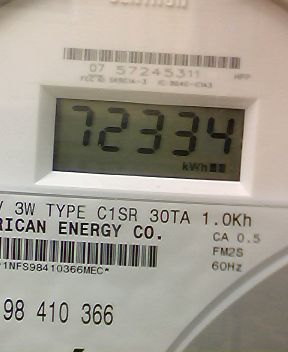 07 57245311
72334
kWh
V 3W TYPE C1SR 30TA 1.0Kh
RICAN ENERGY CO.
CA 0.5
FM2S
60Hz
1NFS98410366MEC*
98 410 366